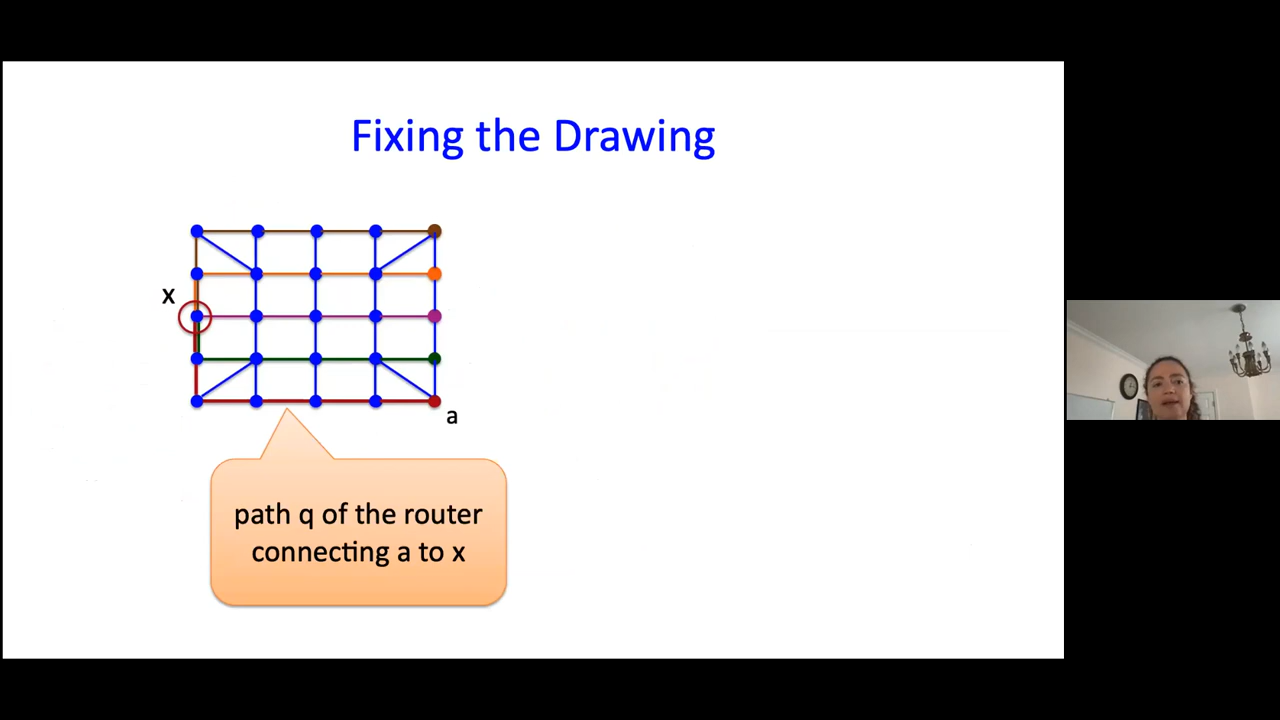 Fixing the Drawing
x
a
path q of the router
connecting a to x